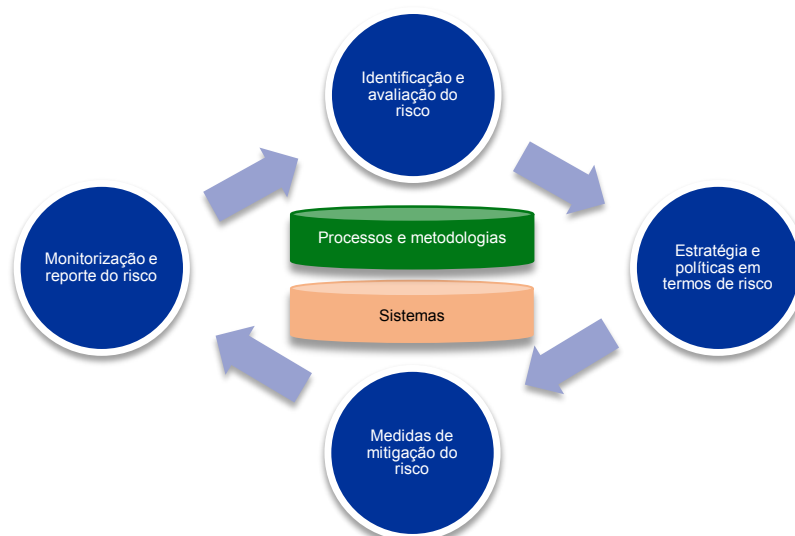 Identificação e
avaliação do
risco
Processos e metodologias
Monitorização e
reporte do risco
Estratégia e
políticas em
termos de risco
Sistemas
Medidas de
mitigação do
risco